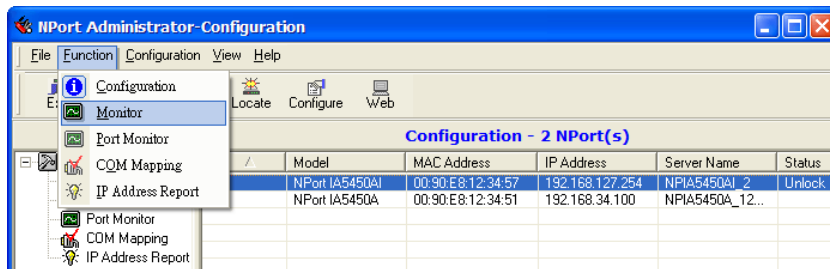 NPort Administrator-Configuration
File Function Configuration View Help
Configuration
Monitor
Port Monitor
COM Mapping
IP Address Report
Locate Configure Web
Configuration - 2 NPort(s)
Model MAC Address IP Address Server Name Status
NPort IA5450AI 00:90:E8:12:34:57 192.168.127.254 NPIA5450AI_2 Unlock
NPort IA5450A 00:90:E8:12:34:51 192.168.34.100 NPIA5450A_12...
Port Monitor
COM Mapping
IP Address Report